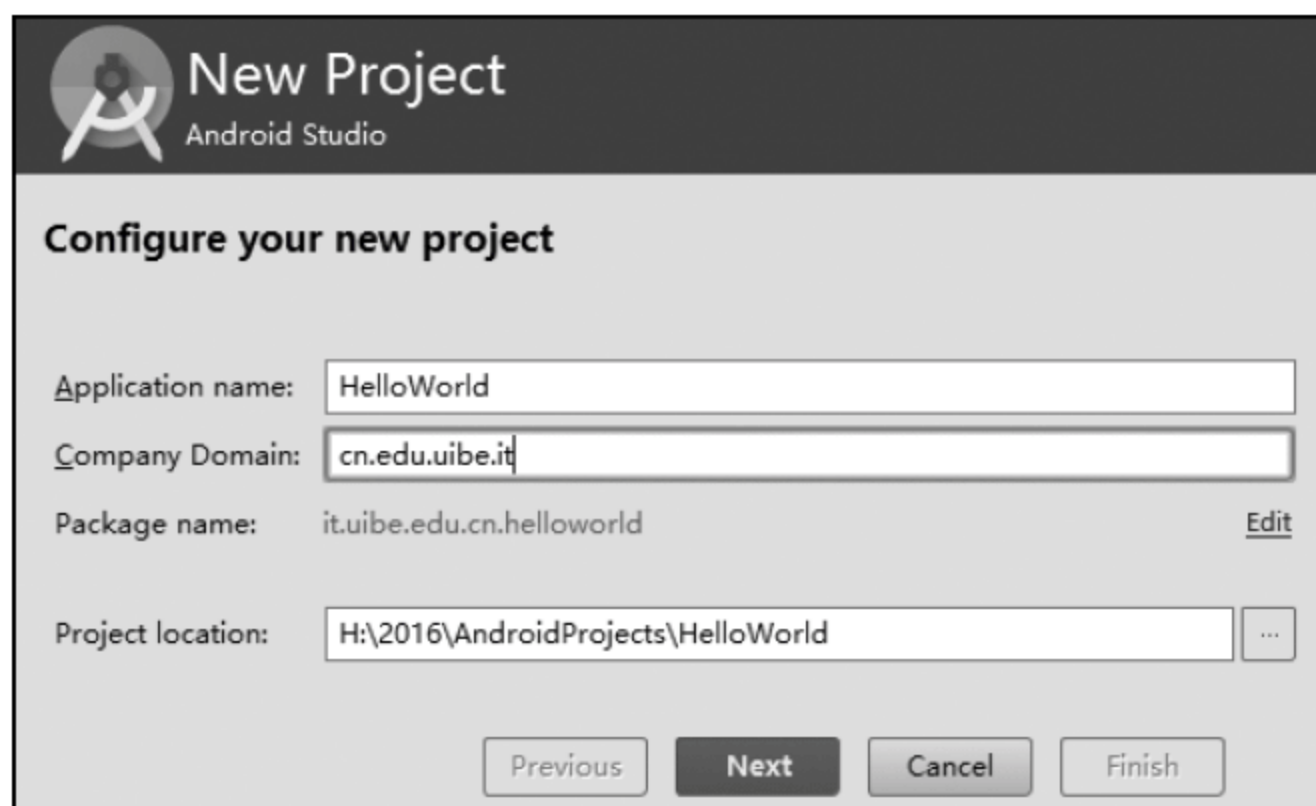 New Project
Android Studio
Configure your new project
Application name: HelloWorld
Company Domain: cn.edu.uibe.it
Package name: it.uibe.edu.cn.helloworld Edit
Project location: H:\2016\AndroidProjects\HelloWorld ...
Previous Next Cancel Finish